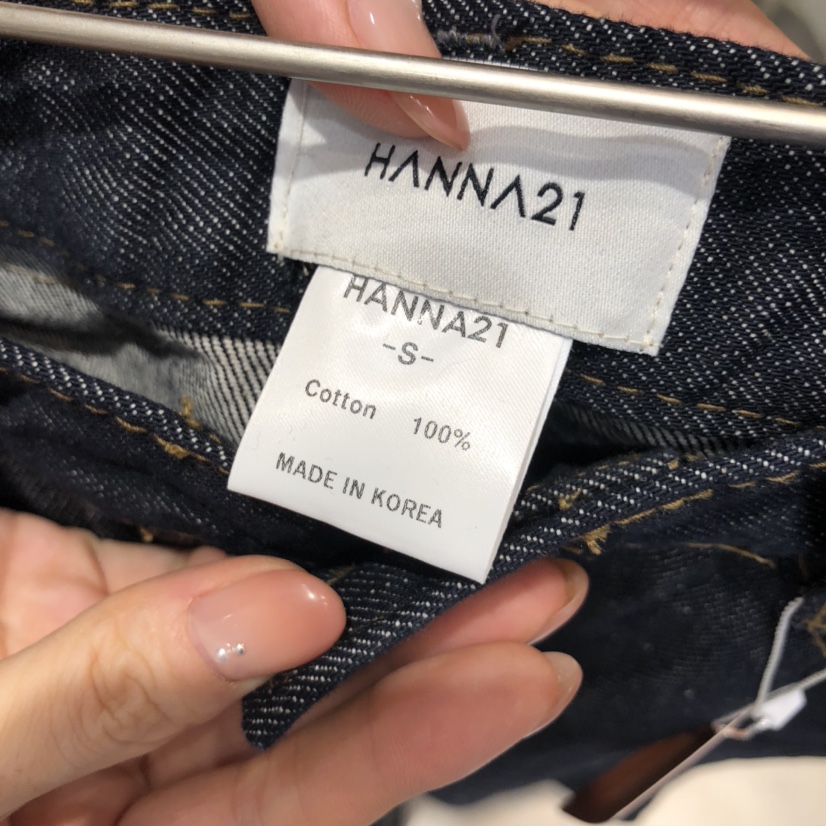 HANNA21
HANNA21
-S-
Cotton 100%
MADE IN KOREA